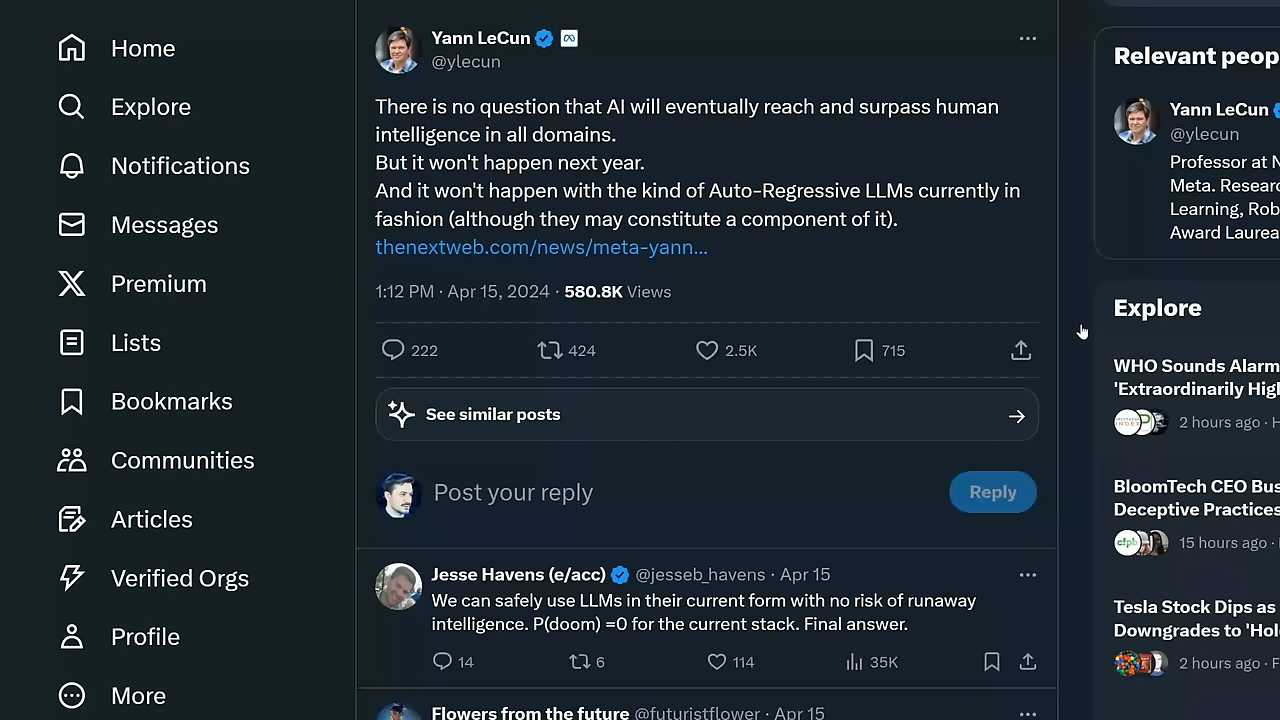 Home
Explore
Notifications
Messages
Premium
Lists
Bookmarks
Communities
Articles
Verified Orgs
Profile
More
Yann LeCun
@ylecun
There is no question that AI will eventually reach and surpass human
intelligence in all domains.
But it won't happen next year.
And it won't happen with the kind of Auto-Regressive LLMs currently in
fashion (although they may constitute a component of it).
thenextweb.com/news/meta-yann...
1:12 PM · Apr 15, 2024 · 580.8K Views
222 424 2.5K 715
See similar posts
Post your reply
Reply
Jesse Havens (e/acc) @jesseb_havens · Apr 15
We can safely use LLMs in their current form with no risk of runaway
intelligence. P(doom) =0 for the current stack. Final answer.
14 6 114 35K
Flowers from the future @futuristflower · Apr 15
Relevant peop
Yann LeCun
@ylecun
Professor at N
Meta. Researc
Learning, Rob
Award Laurea
Explore
WHO Sounds Alarm
'Extraordinarily High
2 hours ago · H
BloomTech CEO Bus
Deceptive Practices
cfpb
15 hours ago ·
Tesla Stock Dips as
Downgrades to 'Hol
2 hours ago · F